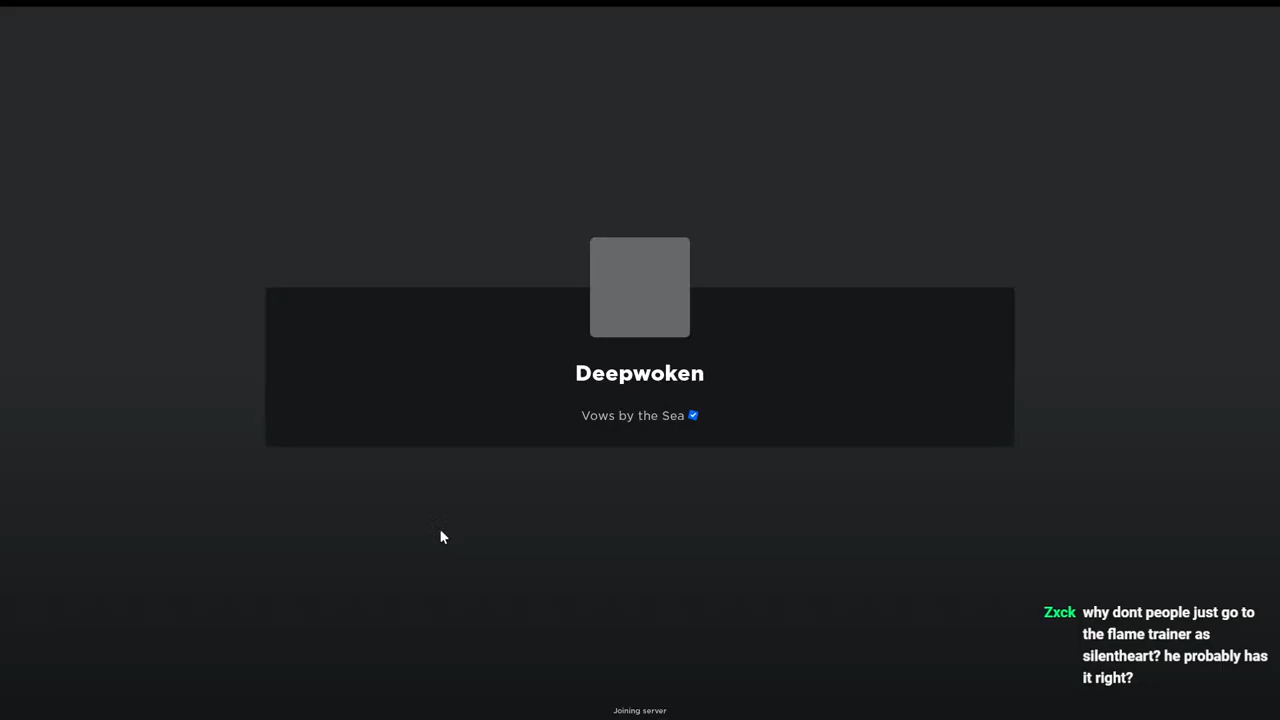 Deepwoken
Vows by the Sea
Zxck why dont people just go to
the flame trainer as
silentheart? he probably has
it right?
Joining server